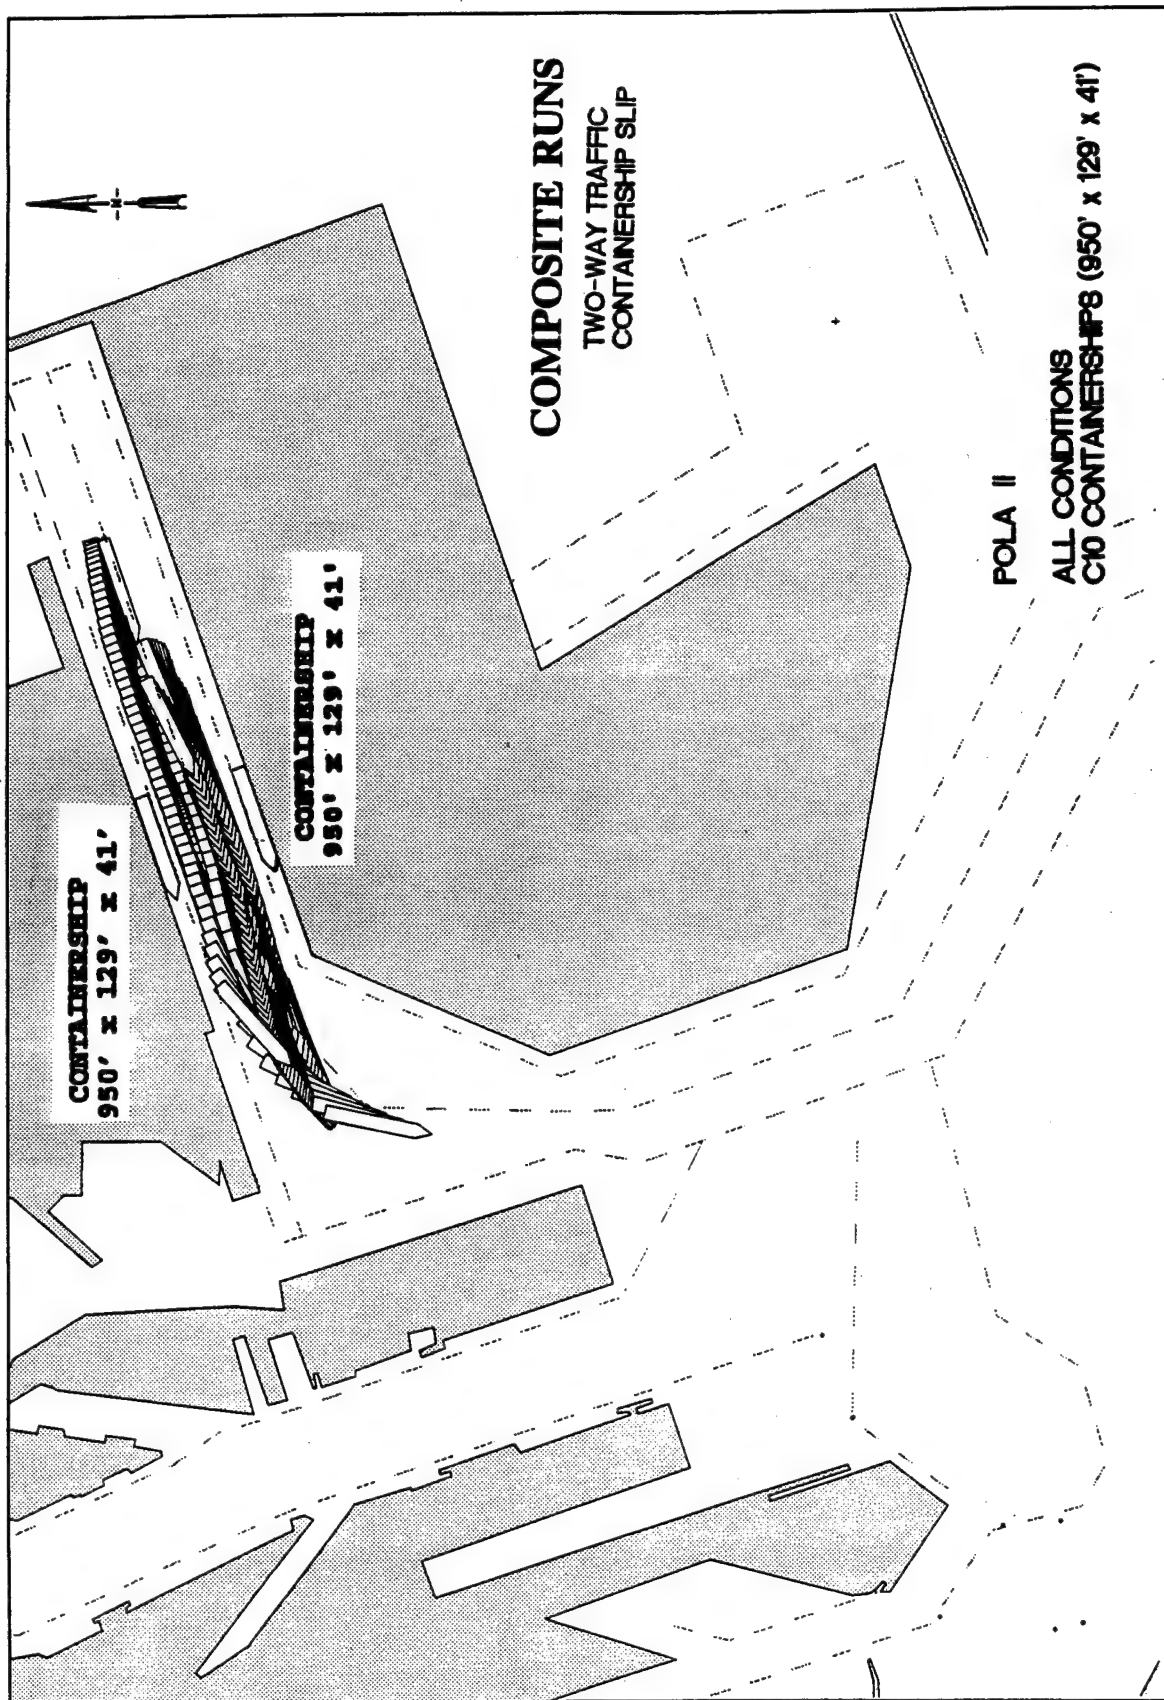 COMPOSITE RUNS
TWO-WAY TRAFFIC
CONTAINERSHIP SLIP
CONTAINERSHIP
950' x 129' x 41'
CONTAINERSHIP
950' x 129' x 41'
POLA II
ALL CONDITIONS
C10 CONTAINERSHIPS (950' x 129' x 41')